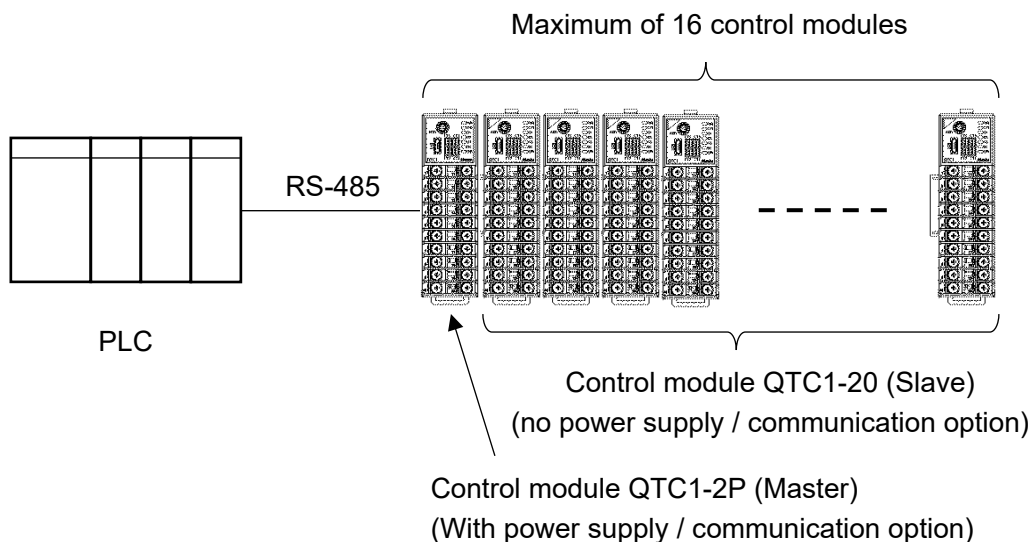 Maximum of 16 control modules
RS-485
PLC
Control module QTC1-20 (Slave)
(no power supply / communication option)
Control module QTC1-2P (Master)
(With power supply / communication option)